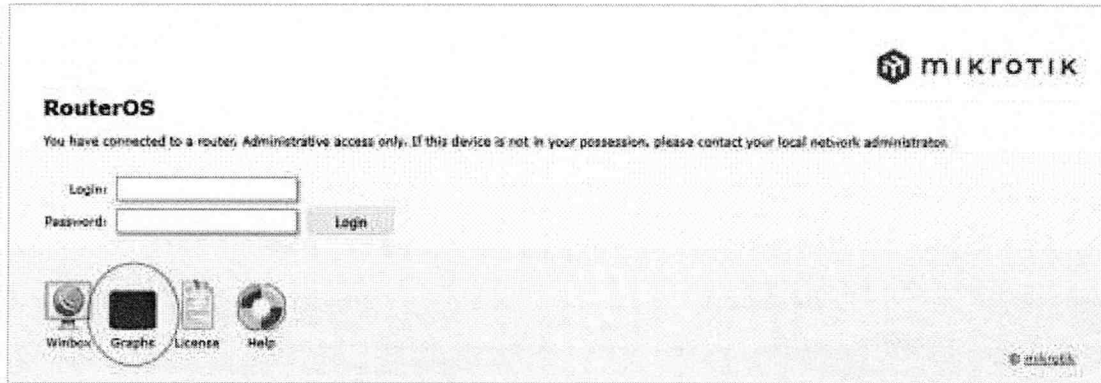 mikrotik
RouterOS
You have connected to a router. Administrative access only. If this device is not in your possession, please contact your local network administrator.
Login:
Password:
Login
Winbox
Graphs
License
Help
© mikrotik